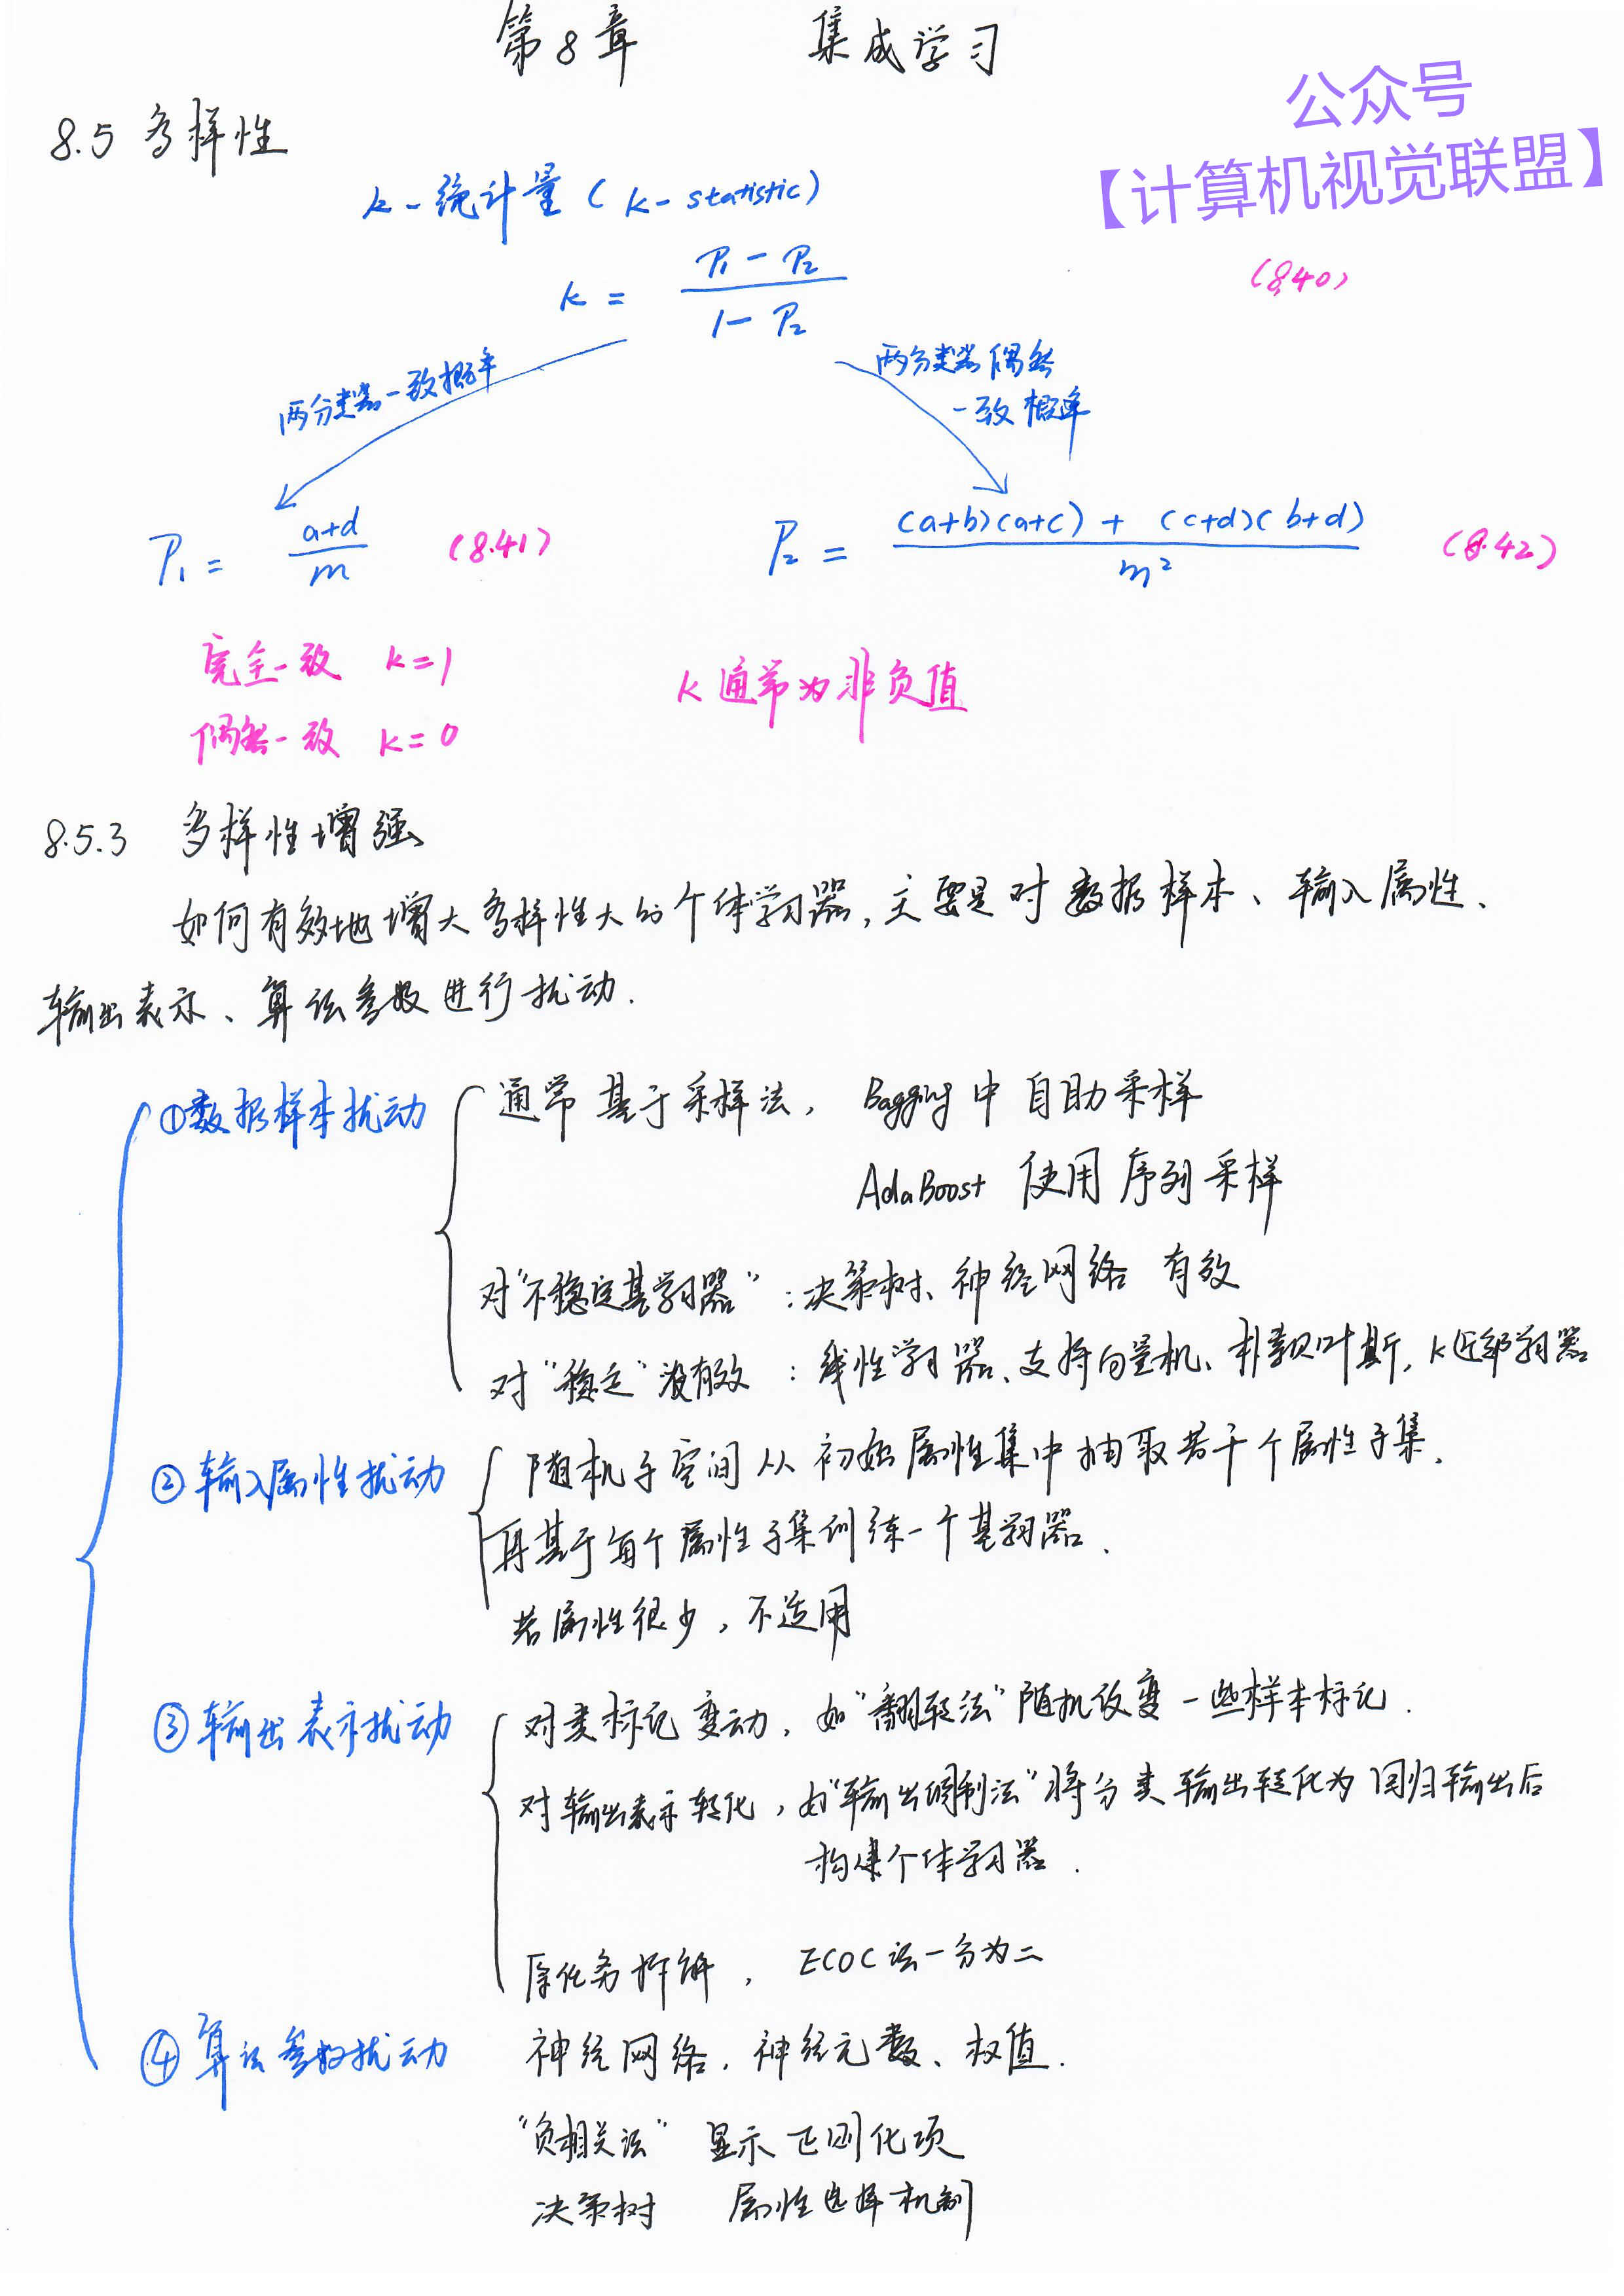 第8章 集成学习
公众号
【计算机视觉联盟】
8.5 多样性
k-统计量 ( k-statistic)
k = (P₁ - P₂) / (1 - P₂) (8.40)
两分类器一致概率
两分类器偶然
一致概率
P₁ = (a+d) / m (8.41) P₂ = ((a+b)(a+c) + (c+d)(b+d)) / m² (8.42)
完全一致 k=1
k通常为非负值
偶然一致 k=0
8.5.3 多样性增强
如何有效地增大多样性大的个体学习器,主要是对数据样本、输入属性、
输出表示、算法参数进行扰动.
①数据样本扰动
通常基于采样法, Bagging中自助采样
AdaBoost 使用序列采样
对“不稳定基学习器”:决策树、神经网络 有效
对“稳定”没有效:线性学习器、支持向量机、朴素贝叶斯,k近邻学习器
②输入属性扰动
随机子空间从初始属性集中抽取若干个属性子集,
再基于每个属性子集训练一个基学习器、
若属性很少,不适用
③输出表示扰动
对类标记变动,如“翻转法”随机改变一些样本标记.
对输出表示转化,如“输出调制法”将分类输出转化为回归输出后
构建个体学习器.
原任务拆解, ECOC法一分为二
④算法参数扰动
神经网络,神经元数、权值.
“负相关法” 显示正则化项
决策树 属性选择机制